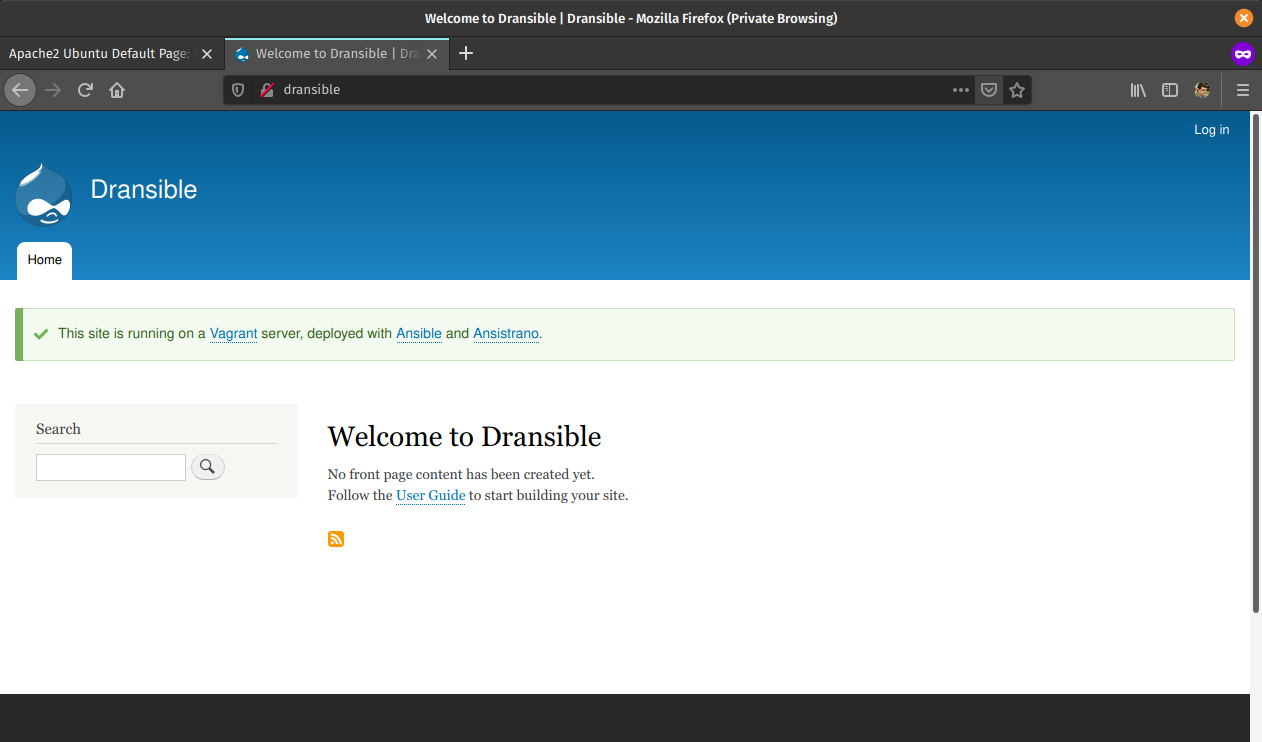 Welcome to Dransible | Dransible - Mozilla Firefox (Private Browsing)
Apache2 Ubuntu Default Page:
Welcome to Dransible | Dra
dransible
Log in
Dransible
Home
This site is running on a Vagrant server, deployed with Ansible and Ansistrano.
Search
Welcome to Dransible
No front page content has been created yet.
Follow the User Guide to start building your site.